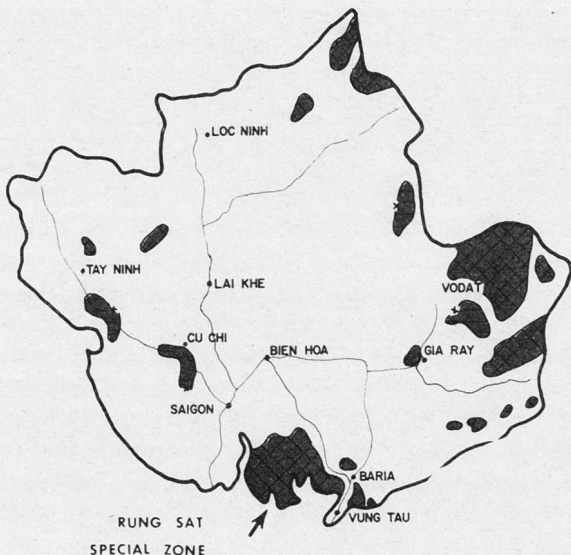 LOC NINH
VODAT
TAY NINH
LAI KHE
CU CHI
BIEN HOA
GIA RAY
SAIGON
BARIA
VUNG TAU
RUNG SAT
SPECIAL ZONE